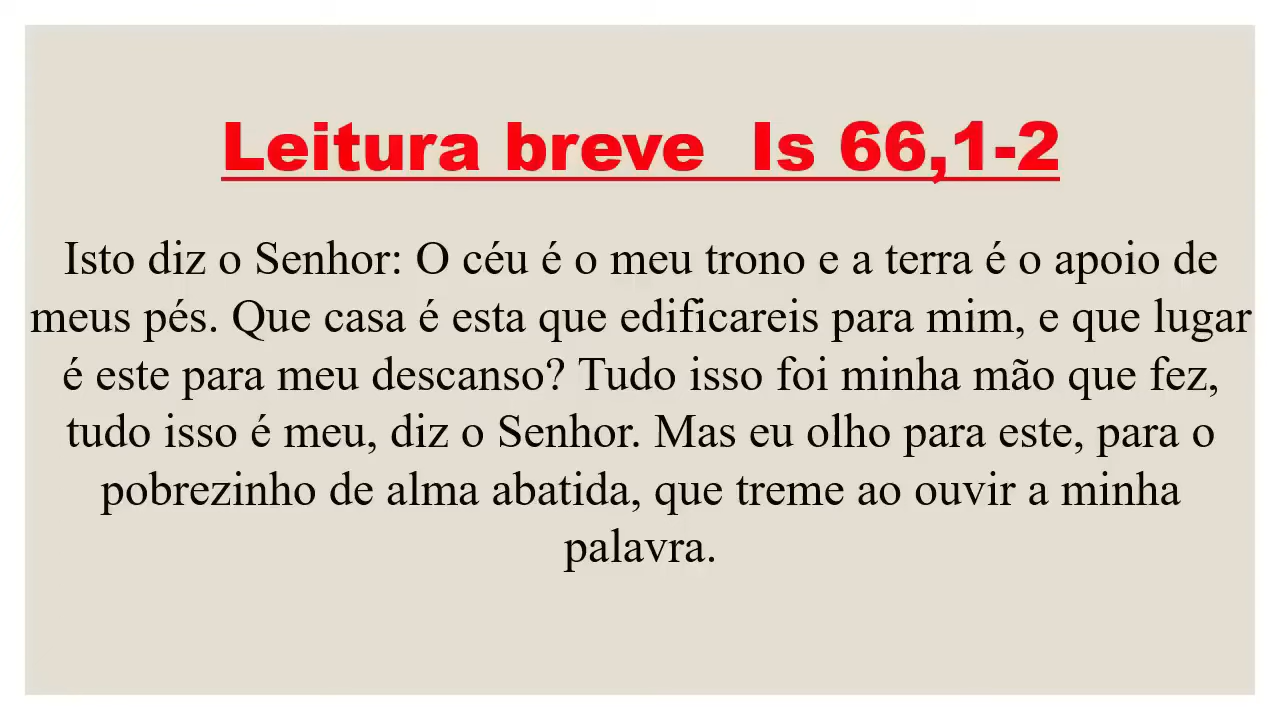 Leitura breve  Is 66,1-2
Isto diz o Senhor: O céu é o meu trono e a terra é o apoio de
meus pés. Que casa é esta que edificareis para mim, e que lugar
é este para meu descanso? Tudo isso foi minha mão que fez,
tudo isso é meu, diz o Senhor. Mas eu olho para este, para o
pobrezinho de alma abatida, que treme ao ouvir a minha
palavra.